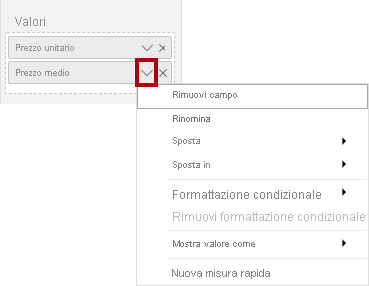 Valori
Prezzo unitario
Prezzo medio
Rimuovi campo
Rinomina
Sposta
Sposta in
Formattazione condizionale
Rimuovi formattazione condizionale
Mostra valore come
Nuova misura rapida